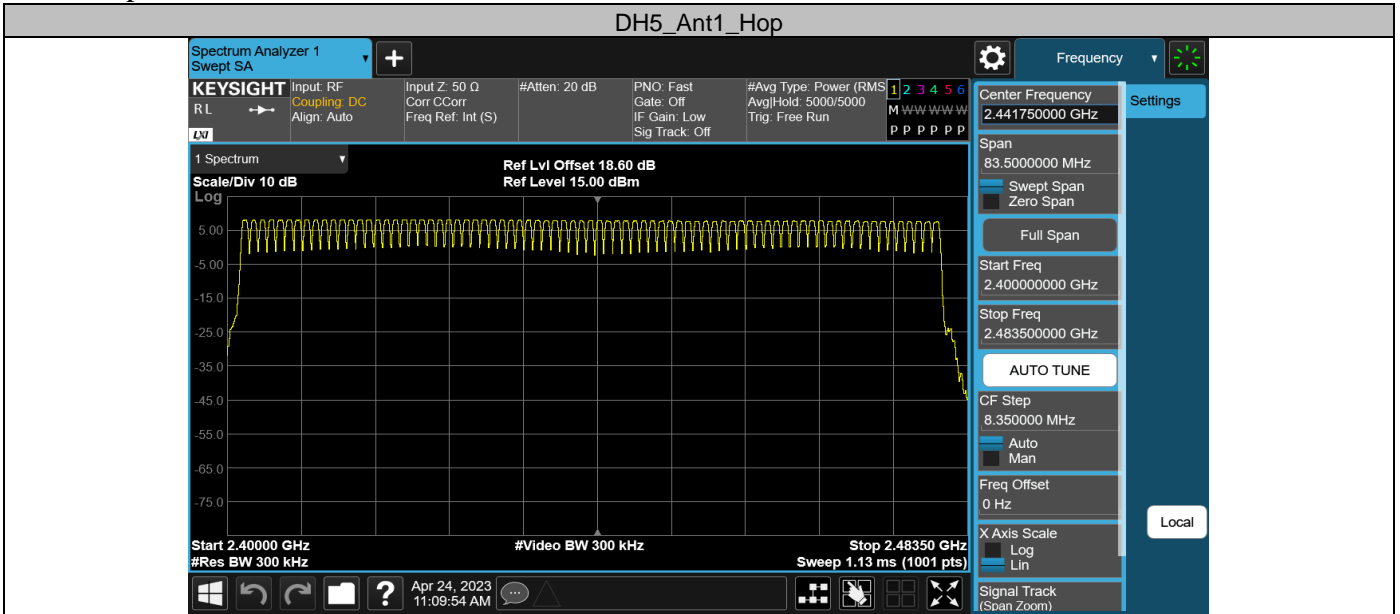 DH5_Ant1_Hop
Spectrum Analyzer 1
Swept SA
Frequency
KEYSIGHT
R L
LXI
Input: RF
Coupling: DC
Align: Auto
Input Z: 50 Ω
Corr CCorr
Freq Ref: Int (S)
#Atten: 20 dB
PNO: Fast
Gate: Off
IF Gain: Low
Sig Track: Off
#Avg Type: Power (RMS
Avg|Hold: 5000/5000
Trig: Free Run
1 2 3 4 5 6
M W W W W W
P P P P P P
1 Spectrum
Scale/Div 10 dB
Log
Ref Lvl Offset 18.60 dB
Ref Level 15.00 dBm
5.00
-5.00
-15.0
-25.0
-35.0
-45.0
-55.0
-65.0
-75.0
Start 2.40000 GHz
#Res BW 300 kHz
#Video BW 300 kHz
Stop 2.48350 GHz
Sweep 1.13 ms (1001 pts)
Center Frequency
2.441750000 GHz
Settings
Span
83.5000000 MHz
Swept Span
Zero Span
Full Span
Start Freq
2.400000000 GHz
Stop Freq
2.483500000 GHz
AUTO TUNE
CF Step
8.350000 MHz
Auto
Man
Freq Offset
0 Hz
X Axis Scale
Log
Lin
Local
Signal Track
(Span Zoom)
?
Apr 24, 2023
11:09:54 AM